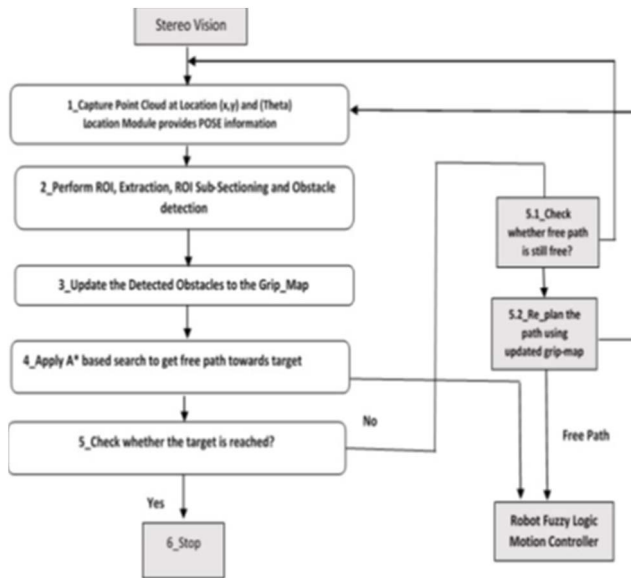 Stereo Vision
1_Capture Point Cloud at Location (x,y) and (Theta)
Location Module provides POSE information
2_Perform ROI, Extraction, ROI Sub-Sectioning and Obstacle
detection
3_Update the Detected Obstacles to the Grip_Map
4_Apply A* based search to get free path towards target
5_Check whether the target is reached?
Yes
6_Stop
No
5.1_Check
whether free path
is still free?
5.2_Re_plan the
path using
updated grip-map
Free Path
Robot Fuzzy Logic
Motion Controller